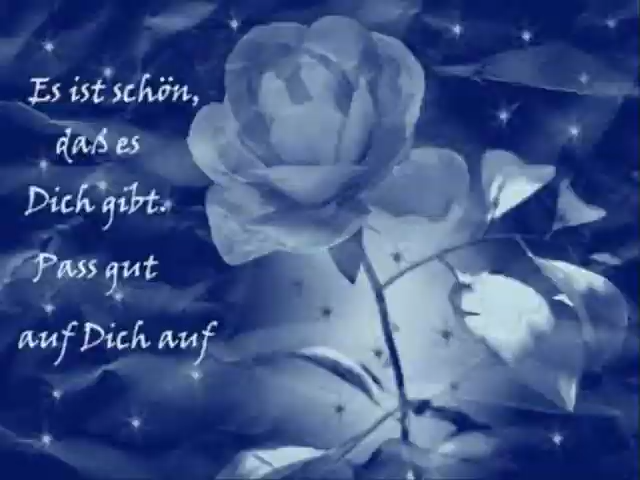 Es ist schön,
daß es
Dich gibt.
Pass gut
auf Dich auf